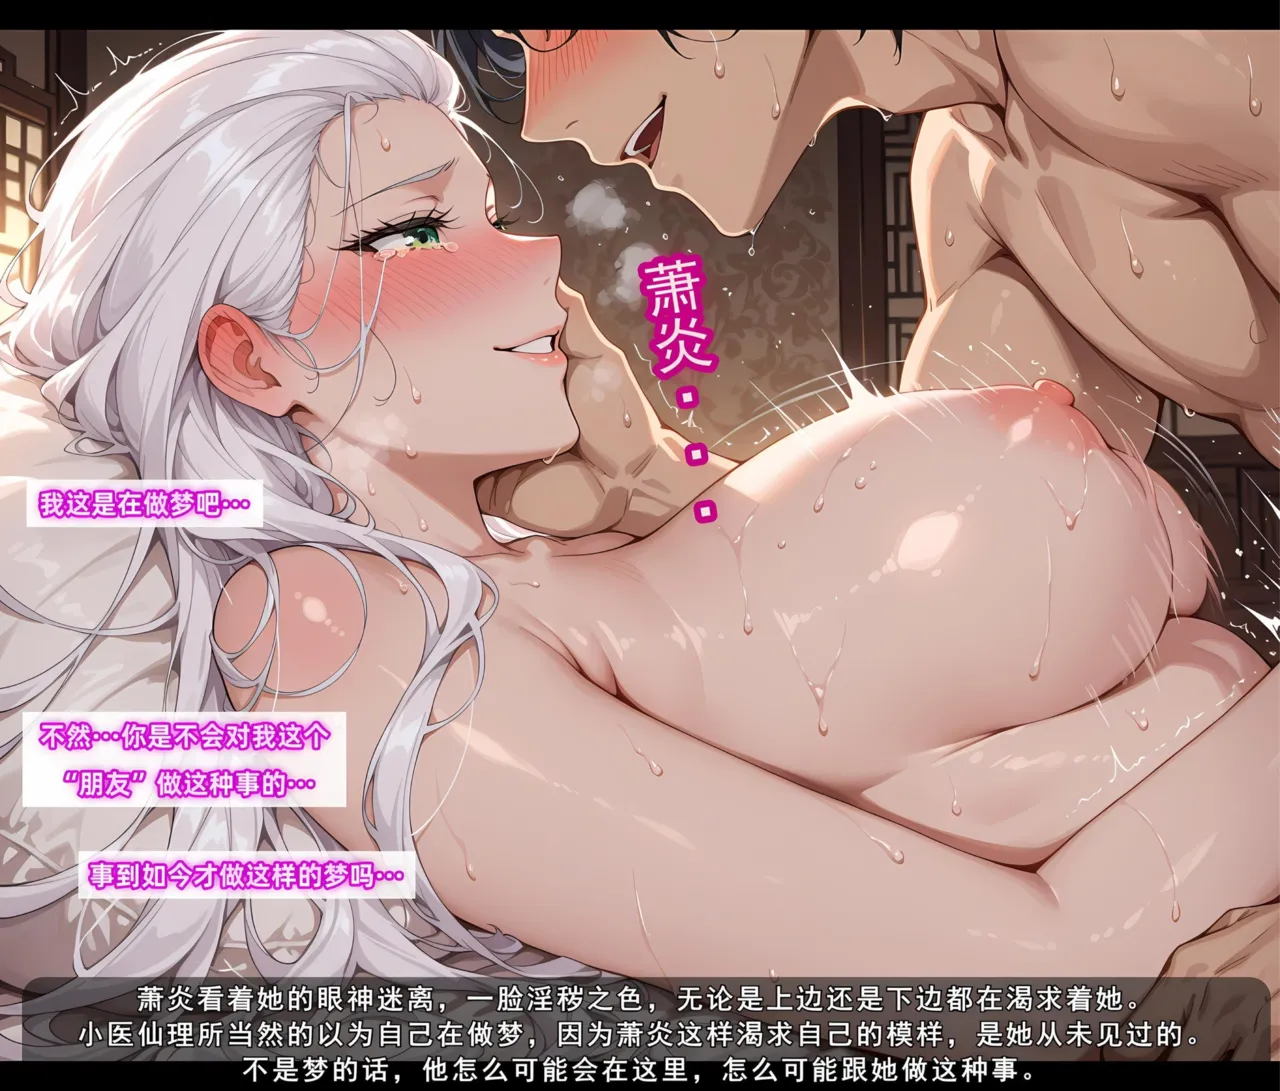 萧炎···
我这是在做梦吧…
不然…你是不会对我这个
“朋友”做这种事的…
事到如今才做这样的梦吗…
萧炎看着她的眼神迷离，一脸淫秽之色，无论是上边还是下边都在渴求着她。
小医仙理所当然的以为自己在做梦，因为萧炎这样渴求自己的模样，是她从未见过的。
不是梦的话，他怎么可能会在这里，怎么可能跟她做这种事。